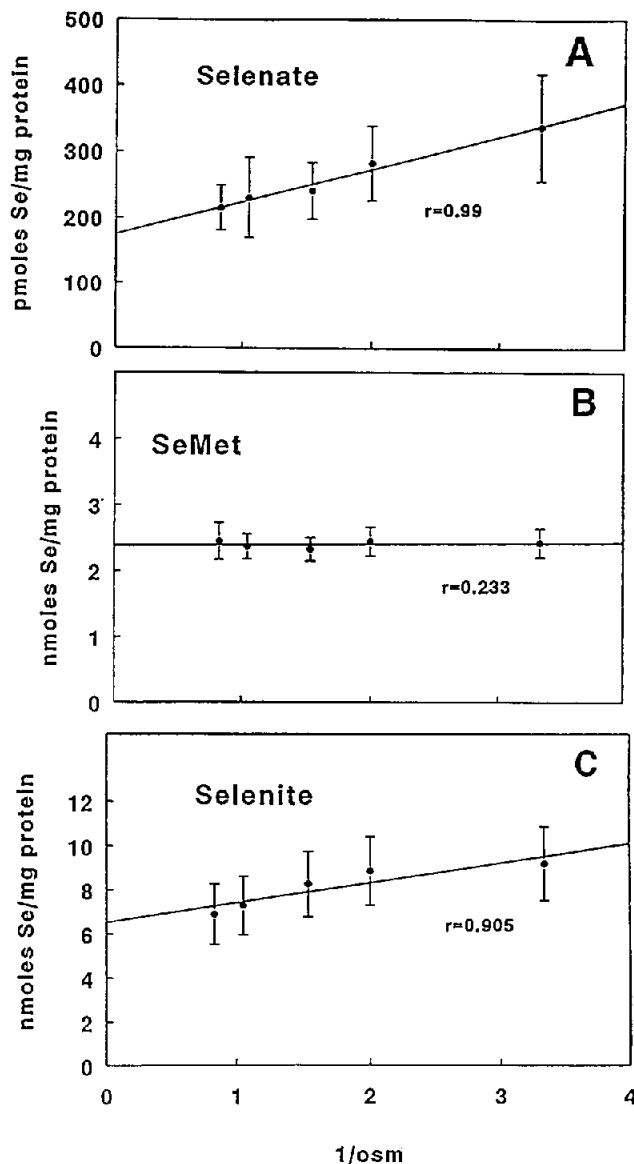 500
A
Selenate
400
300
r=0.99
200
100
0
pmoles Se/mg protein
B
SeMet
4
3
2
r=0.233
1
0
nmoles Se/mg protein
C
Selenite
12
10
8
r=0.905
6
4
2
0
nmoles Se/mg protein
0 1 2 3 4
1/osm